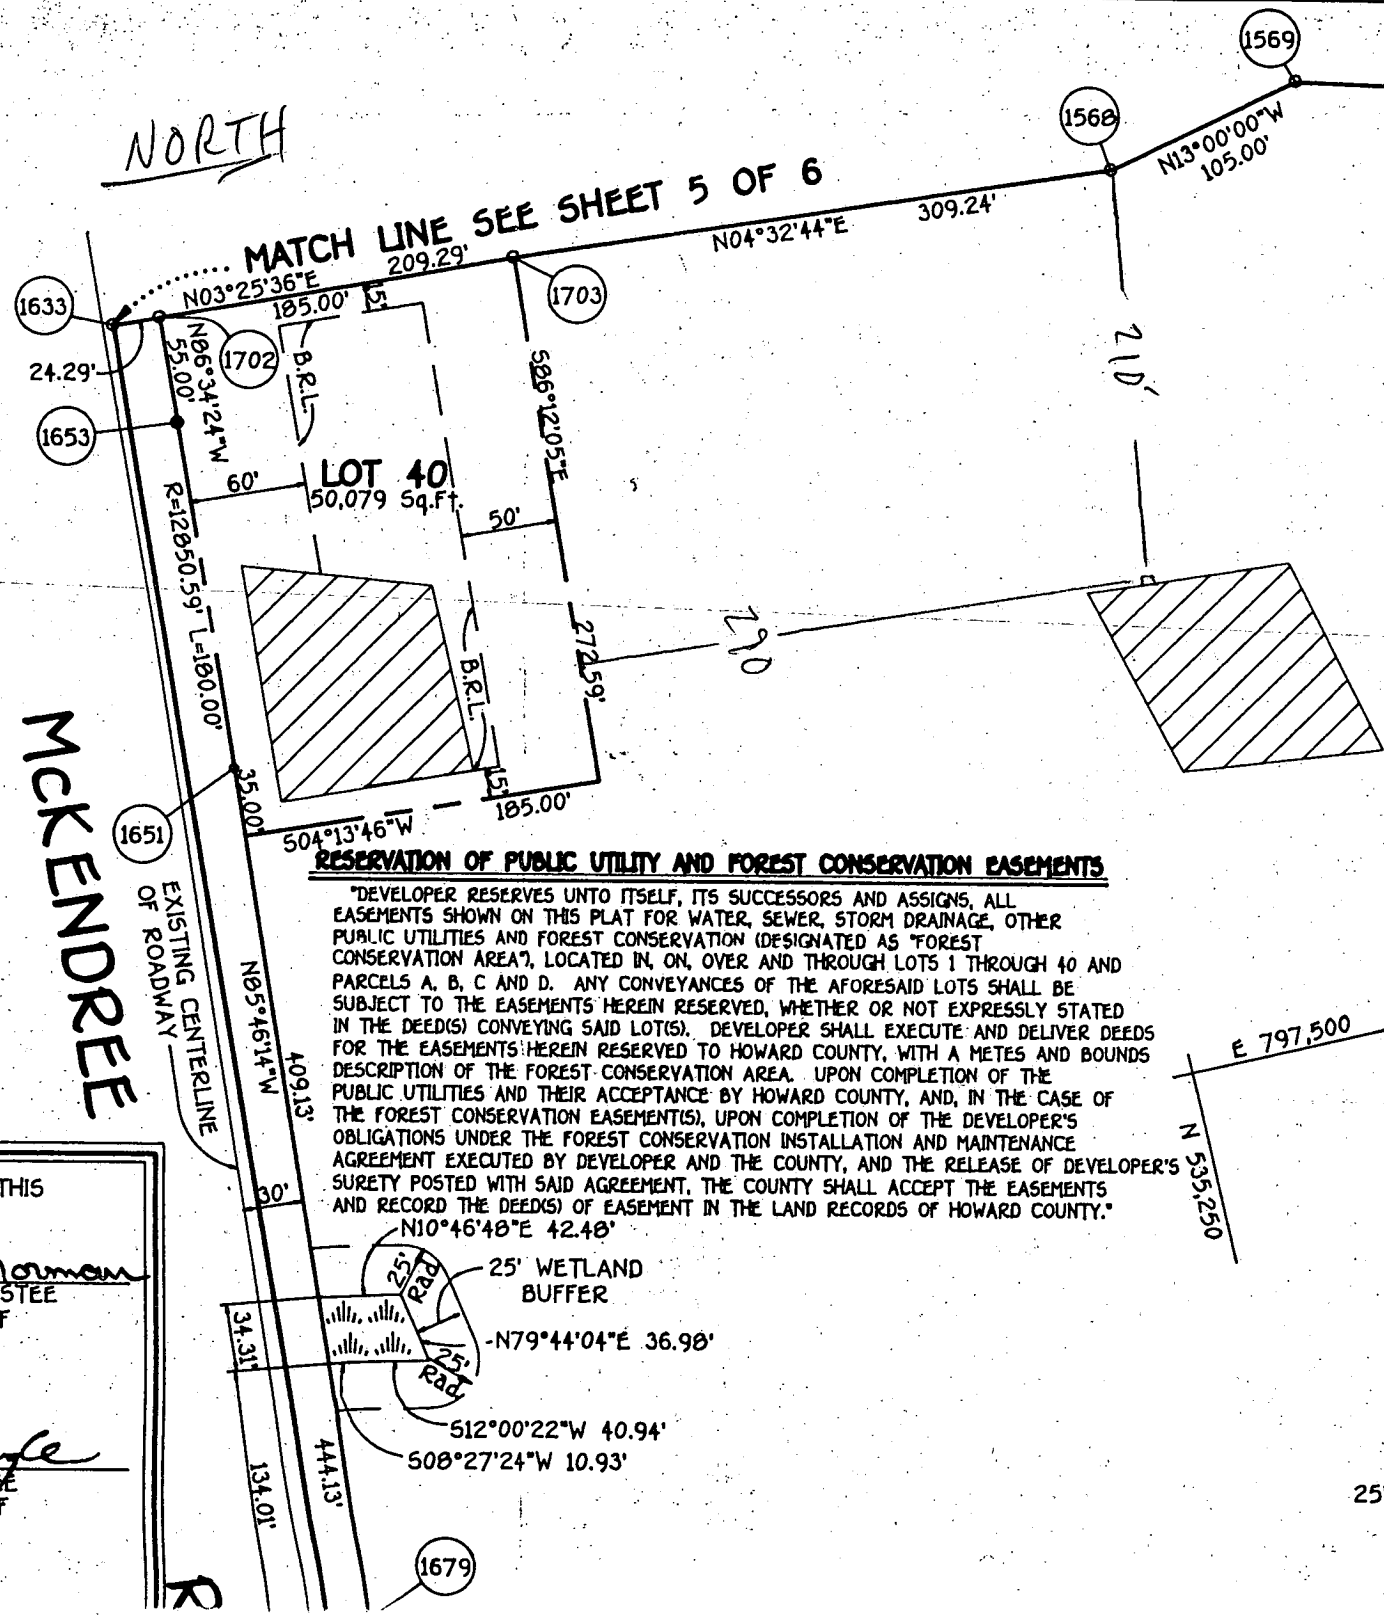 1569
NORTH
1568
N13°00'00"W
105.00'
MATCH LINE SEE SHEET 5 OF 6
N04°32'44"E
309.24'
209.29'
N03°25'36"E
185.00'
15'
1633
1703
24.29'
N86°34'24"W
55.00'
1702
B.R.L.
S86°12'05"E
272.59'
210'
1653
60'
LOT 40
50,079 Sq.Ft.
50'
R=12850.59' L=180.00'
B.R.L.
290
McKENDREE
1651
35.00'
15'
185.00'
S04°13'46"W
RESERVATION OF PUBLIC UTILITY AND FOREST CONSERVATION EASEMENTS
"DEVELOPER RESERVES UNTO ITSELF, ITS SUCCESSORS AND ASSIGNS, ALL
EASEMENTS SHOWN ON THIS PLAT FOR WATER, SEWER, STORM DRAINAGE, OTHER
PUBLIC UTILITIES AND FOREST CONSERVATION (DESIGNATED AS "FOREST
CONSERVATION AREA"), LOCATED IN, ON, OVER AND THROUGH LOTS 1 THROUGH 40 AND
PARCELS A, B, C AND D. ANY CONVEYANCES OF THE AFORESAID LOTS SHALL BE
SUBJECT TO THE EASEMENTS HEREIN RESERVED, WHETHER OR NOT EXPRESSLY STATED
IN THE DEED(S) CONVEYING SAID LOT(S). DEVELOPER SHALL EXECUTE AND DELIVER DEEDS
FOR THE EASEMENTS HEREIN RESERVED TO HOWARD COUNTY, WITH A METES AND BOUNDS
DESCRIPTION OF THE FOREST CONSERVATION AREA. UPON COMPLETION OF THE
PUBLIC UTILITIES AND THEIR ACCEPTANCE BY HOWARD COUNTY, AND, IN THE CASE OF
THE FOREST CONSERVATION EASEMENT(S), UPON COMPLETION OF THE DEVELOPER'S
OBLIGATIONS UNDER THE FOREST CONSERVATION INSTALLATION AND MAINTENANCE
AGREEMENT EXECUTED BY DEVELOPER AND THE COUNTY, AND THE RELEASE OF DEVELOPER'S
SURETY POSTED WITH SAID AGREEMENT, THE COUNTY SHALL ACCEPT THE EASEMENTS
AND RECORD THE DEED(S) OF EASEMENT IN THE LAND RECORDS OF HOWARD COUNTY."
EXISTING CENTERLINE
OF ROADWAY
N85°46'14"W
409.13'
E 797,500
N 535,250
30'
THIS
STEE
F
N10°46'48"E 42.48'
25' Rad.
25' WETLAND
BUFFER
34.31'
N79°44'04"E 36.98'
25' Rad.
S12°00'22"W 40.94'
S08°27'24"W 10.93'
444.13'
134.01'
E
F
25'
1679
R